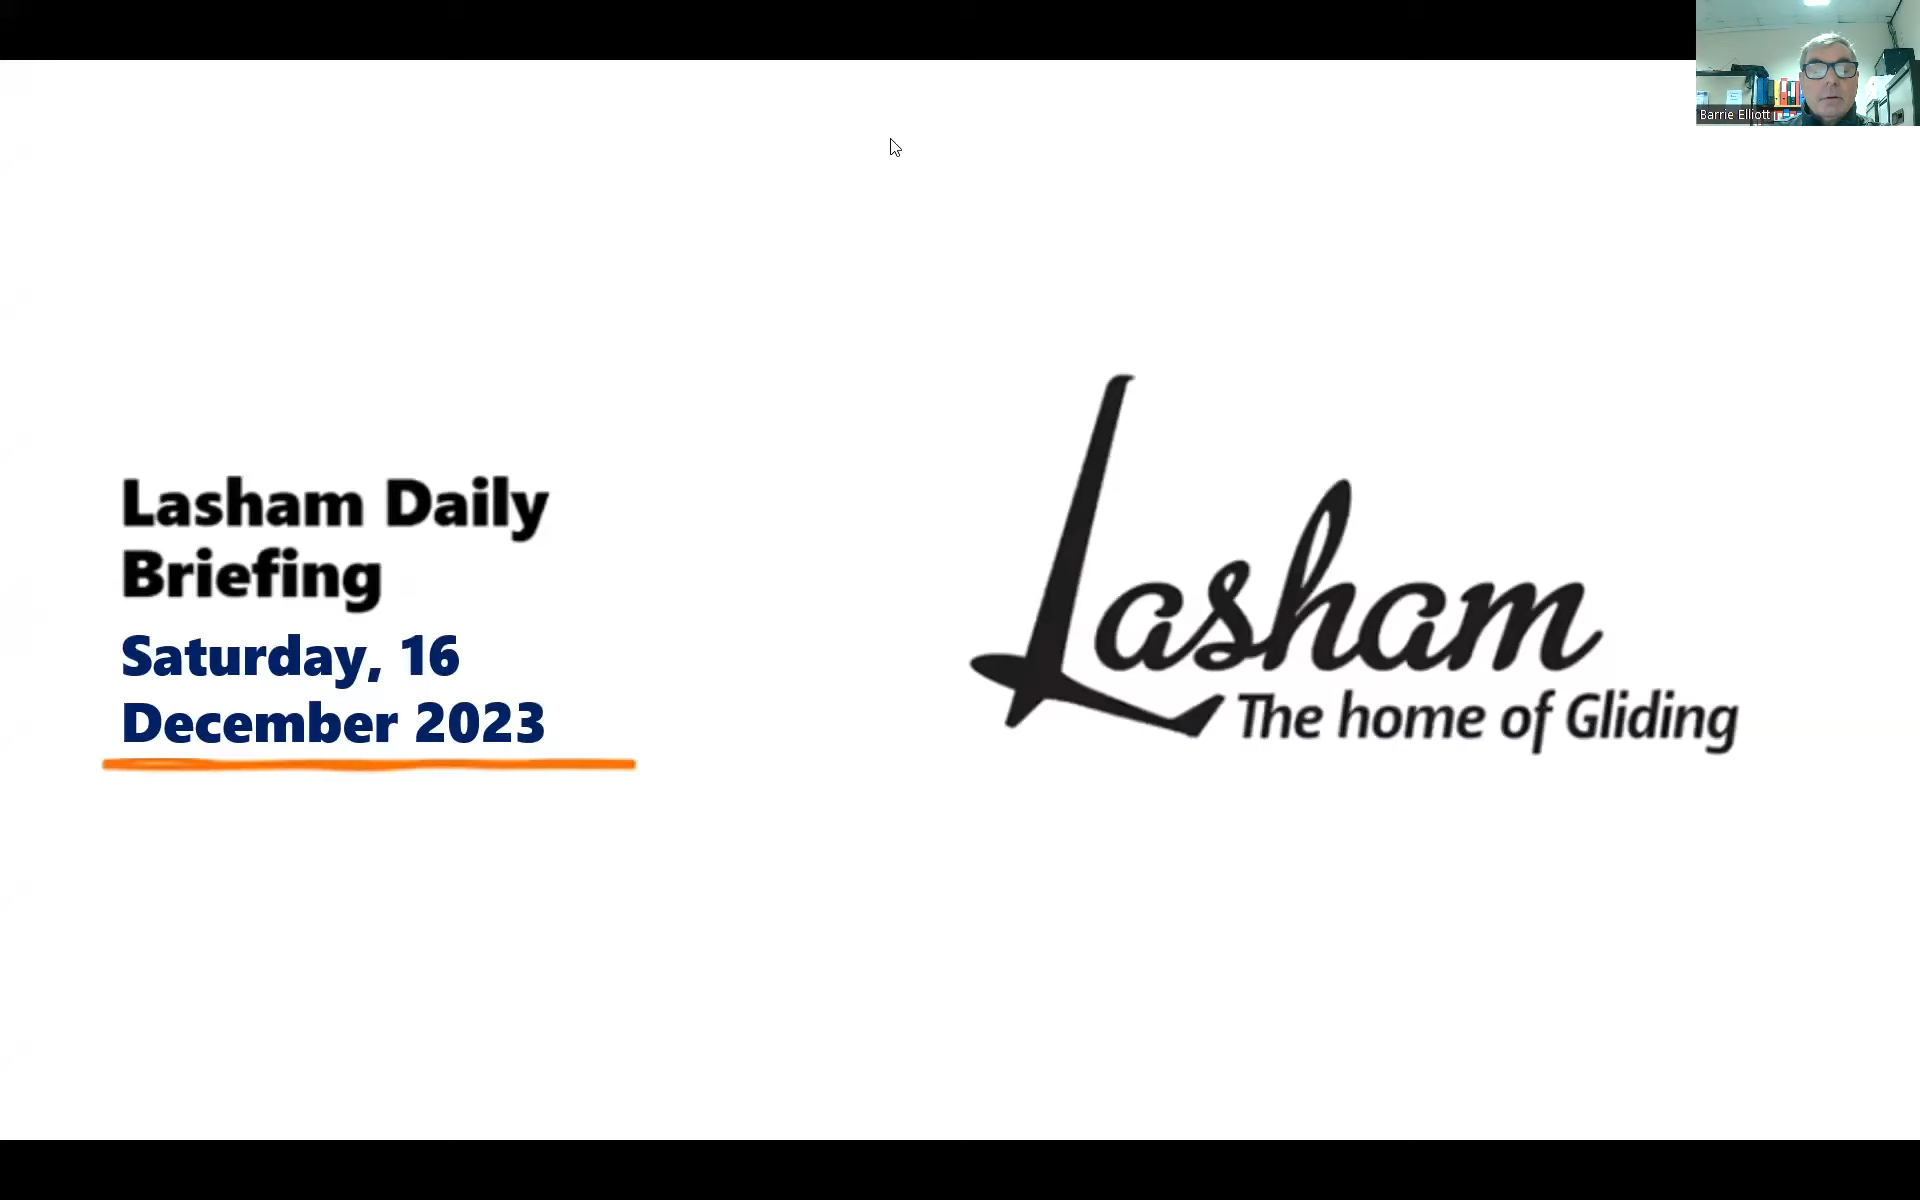 Barrie Elliott
Lasham Daily
Briefing
Saturday, 16
December 2023
Lasham
The home of Gliding